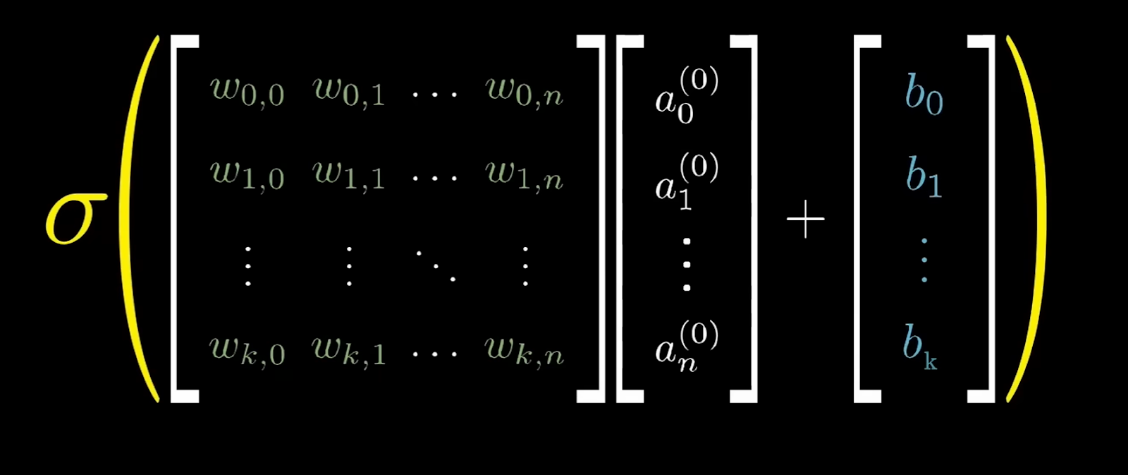 w_{0,0} w_{0,1} ⋯ w_{0,n} a_0^{(0)} b_0
w_{1,0} w_{1,1} ⋯ w_{1,n} a_1^{(0)} b_1
σ ( [ ] [ ] + [ ] )
⋮ ⋮ ⋱ ⋮ ⋮ ⋮
w_{k,0} w_{k,1} ⋯ w_{k,n} a_n^{(0)} b_k